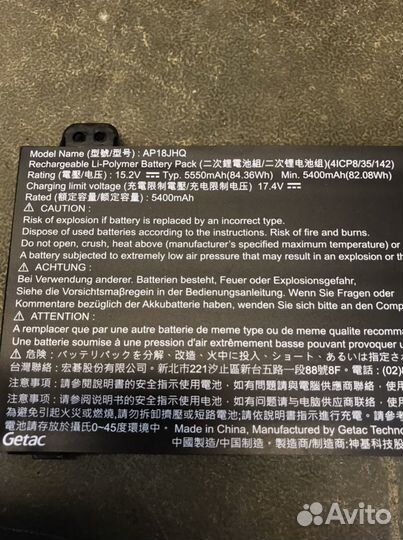 Model Name (型號/型号) : AP18JHQ
Rechargeable Li-Polymer Battery Pack (二次鋰電池組/二次锂电池组)(4ICP8/35/142)
Rating (電壓/电压) : 15.2V Typ. 5550mAh(84.36Wh) Min. 5400mAh(82.08Wh)
Charging limit voltage (充電限制電壓/充电限制电压) : 17.4V
Rated (額定容量/额定容量) : 5400mAh
⚠ CAUTION :
Risk of explosion if battery is replaced by an incorrect type.
Dispose of used batteries according to the instructions. Risk of fire and burns.
Do not open, crush, heat above (manufacturer's specified maximum temperature) or
A battery subjected to extremely low air pressure that may result in an explosion or
⚠ ACHTUNG :
Bei Verwendung anderer. Batterien besteht, Feuer oder Explosionsgefahr,
Siehe die Vorsichtsmaβregeln in der Bedienungsanleitung. Wenn Sie Fragen oder
Kommentare bezüglich der Akkubatterie haben, wenden Sie sich bitte an den Comp
⚠ ATTENTION :
A remplacer que par une autre batterie de meme type ou de meme qualite recomma
Une batterie soumise à une pression d'air extrêmement basse pouvant provoquer u
⚠ 危険：バッテリパックを分解・改造・火中に投入・ショート、あるいは指定さ
台灣聯絡：宏碁股份有限公司。新北市221汐止區新台五路一段88號8F 電話：(02)8
注意事項：請參閱說明書的安全指示使用電池，如有問題請與電腦供應商聯絡，使用
注意事项：请参阅说明书的安全指示使用电池，如有问题请与电脑供应商联络，使用
為避免引起火災或燃燒,請勿拆卸擠壓或短路電池;請依說明書指示進行充電。請勿
電池請放於0~45度環境中。 Made in China, Manufactured by Getac Techno
Getac
中國製造/中国制造。製造商/制造商:神基科技股
Avito